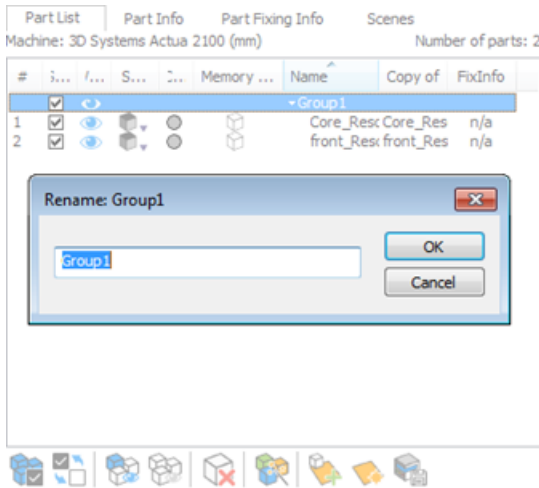 Part List Part Info Part Fixing Info Scenes
Machine: 3D Systems Actua 2100 (mm) Number of parts: 2
# S... Memory ... Name Copy of FixInfo
Group1
1 Core_Resc Core_Res n/a
2 front_Resc front_Res n/a
Rename: Group1
Group1
OK
Cancel